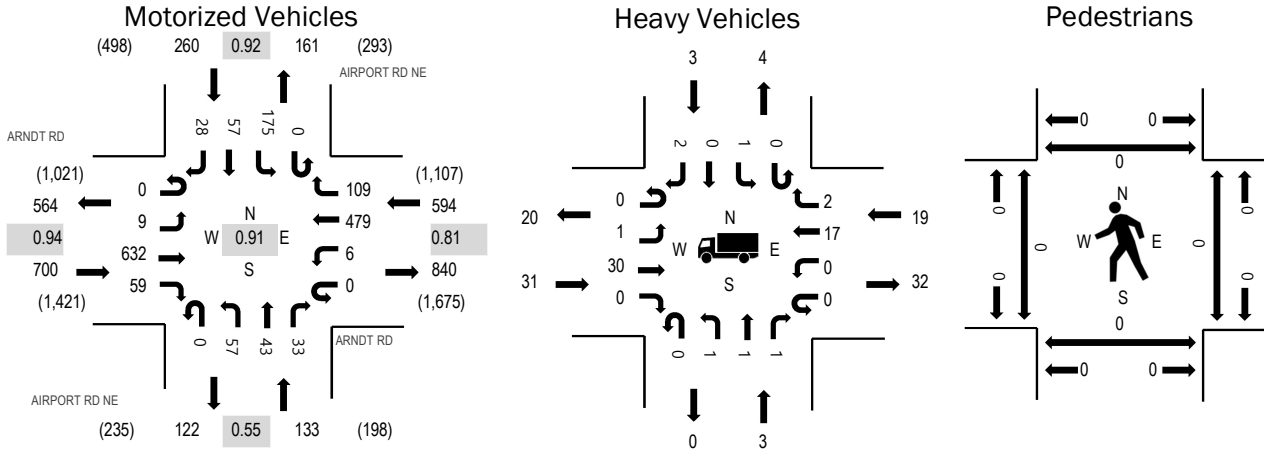 Motorized Vehicles
(498) 260 0.92 161 (293)
AIRPORT RD NE
ARNDT RD
28 57 175 0
(1,021) 0 109 (1,107)
564 9 479 594
0.94 N W 0.91 E S 0.81
632 6
700 59 0 840
(1,421) (1,675)
0 57 43 33
ARNDT RD
AIRPORT RD NE
(235) 122 0.55 133 (198)
Heavy Vehicles
3 4
2 0 1 0
0 2
20 1 N 17 19
W E
31 30 S 0 32
0 0
0 1 1 1
0 3
Pedestrians
0 0
0
0 N 0
W E
0 0
S
0 0
0
0 0